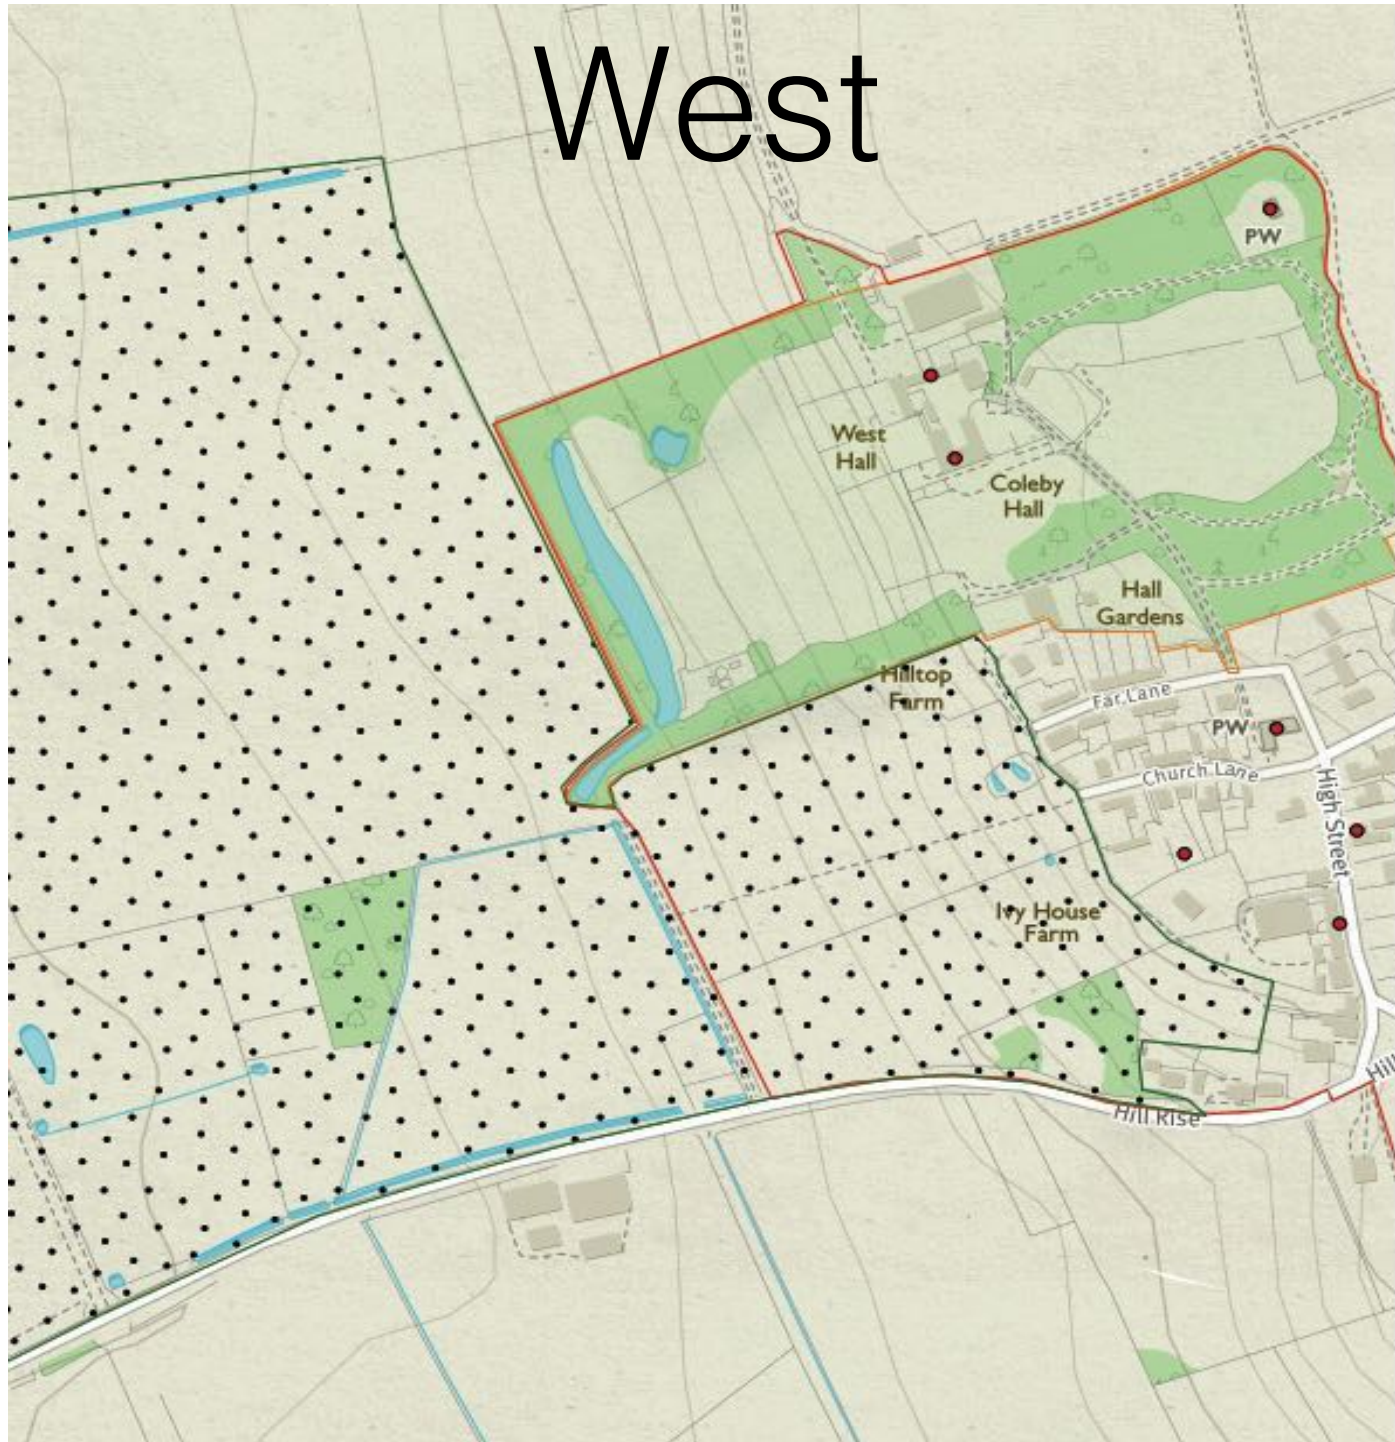 West
PW
West
Hall
Coleby
Hall
Hall
Gardens
Hilltop
Farm
Far Lane
PW
Church Lane
High Street
Ivy House
Farm
Hill Rise
Hill